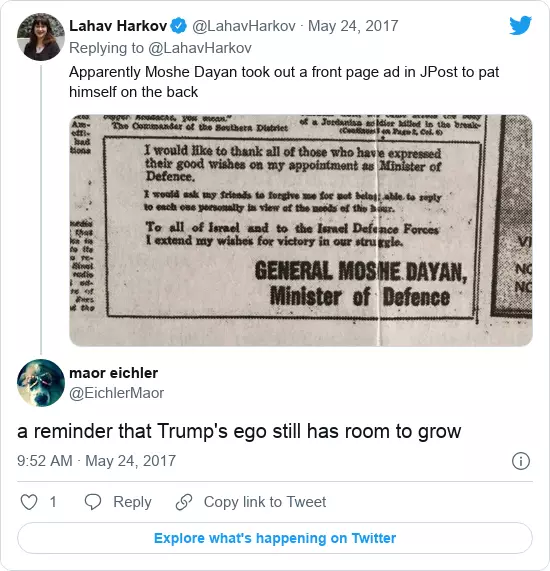 Lahav Harkov @LahavHarkov · May 24, 2017
Replying to @LahavHarkov
Apparently Moshe Dayan took out a front page ad in JPost to pat
himself on the back
The Commander of the Southern District
of a Jordanian soldier killed in the break-
(Continued on Page 2, Col. 6)
I would like to thank all of those who have expressed
their good wishes on my appointment as Minister of
Defence.
I would ask my friends to forgive me for not being able to reply
to each one personally in view of the needs of the hour.
To all of Israel and to the Israel Defence Forces
I extend my wishes for victory in our struggle.
GENERAL MOSHE DAYAN,
Minister of Defence
maor eichler
@EichlerMaor
a reminder that Trump's ego still has room to grow
9:52 AM · May 24, 2017
1 Reply Copy link to Tweet
Explore what's happening on Twitter